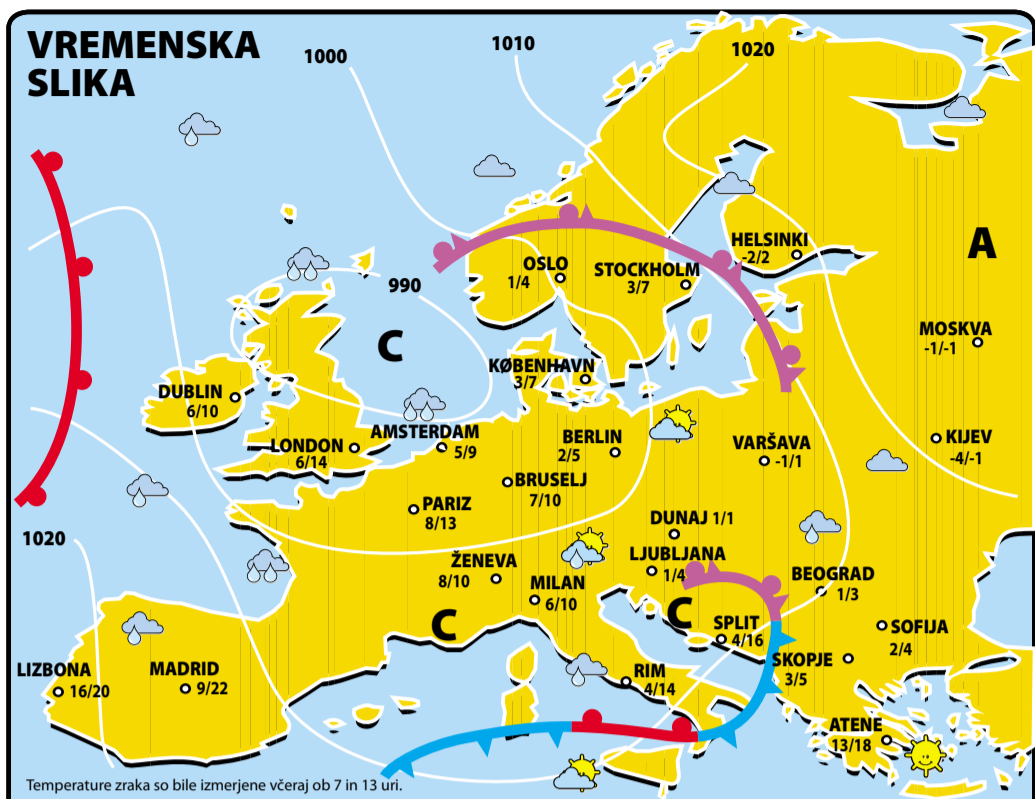 VREMENSKA
SLIKA
1000
1010
1020
A
HELSINKI
-2/2
OSLO
1/4
STOCKHOLM
3/7
990
C
MOSKVA
-1/-1
KØBENHAVN
3/7
DUBLIN
6/10
LONDON
6/14
AMSTERDAM
5/9
BERLIN
2/5
VARŠAVA
-1/1
KIJEV
-4/-1
BRUSELJ
7/10
PARIZ
8/13
DUNAJ 1/1
1020
LJUBLJANA
1/4
ŽENEVA
8/10
MILAN
6/10
BEOGRAD
1/3
C
C
SPLIT
4/16
SOFIJA
2/4
LIZBONA
16/20
MADRID
9/22
RIM
4/14
SKOPJE
3/5
ATENE
13/18
Temperature zraka so bile izmerjene včeraj ob 7 in 13 uri.